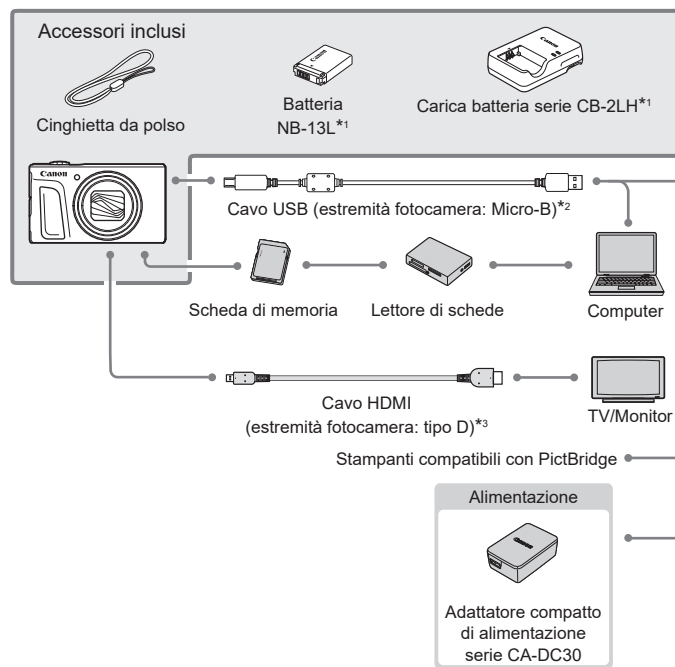 Accessori inclusi
Cinghietta da polso
Batteria
NB-13L*1
Carica batteria serie CB-2LH*1
Canon
Cavo USB (estremità fotocamera: Micro-B)*2
Scheda di memoria
Lettore di schede
Computer
Cavo HDMI
(estremità fotocamera: tipo D)*3
TV/Monitor
Stampanti compatibili con PictBridge
Alimentazione
Canon
Adattatore compatto
di alimentazione
serie CA-DC30